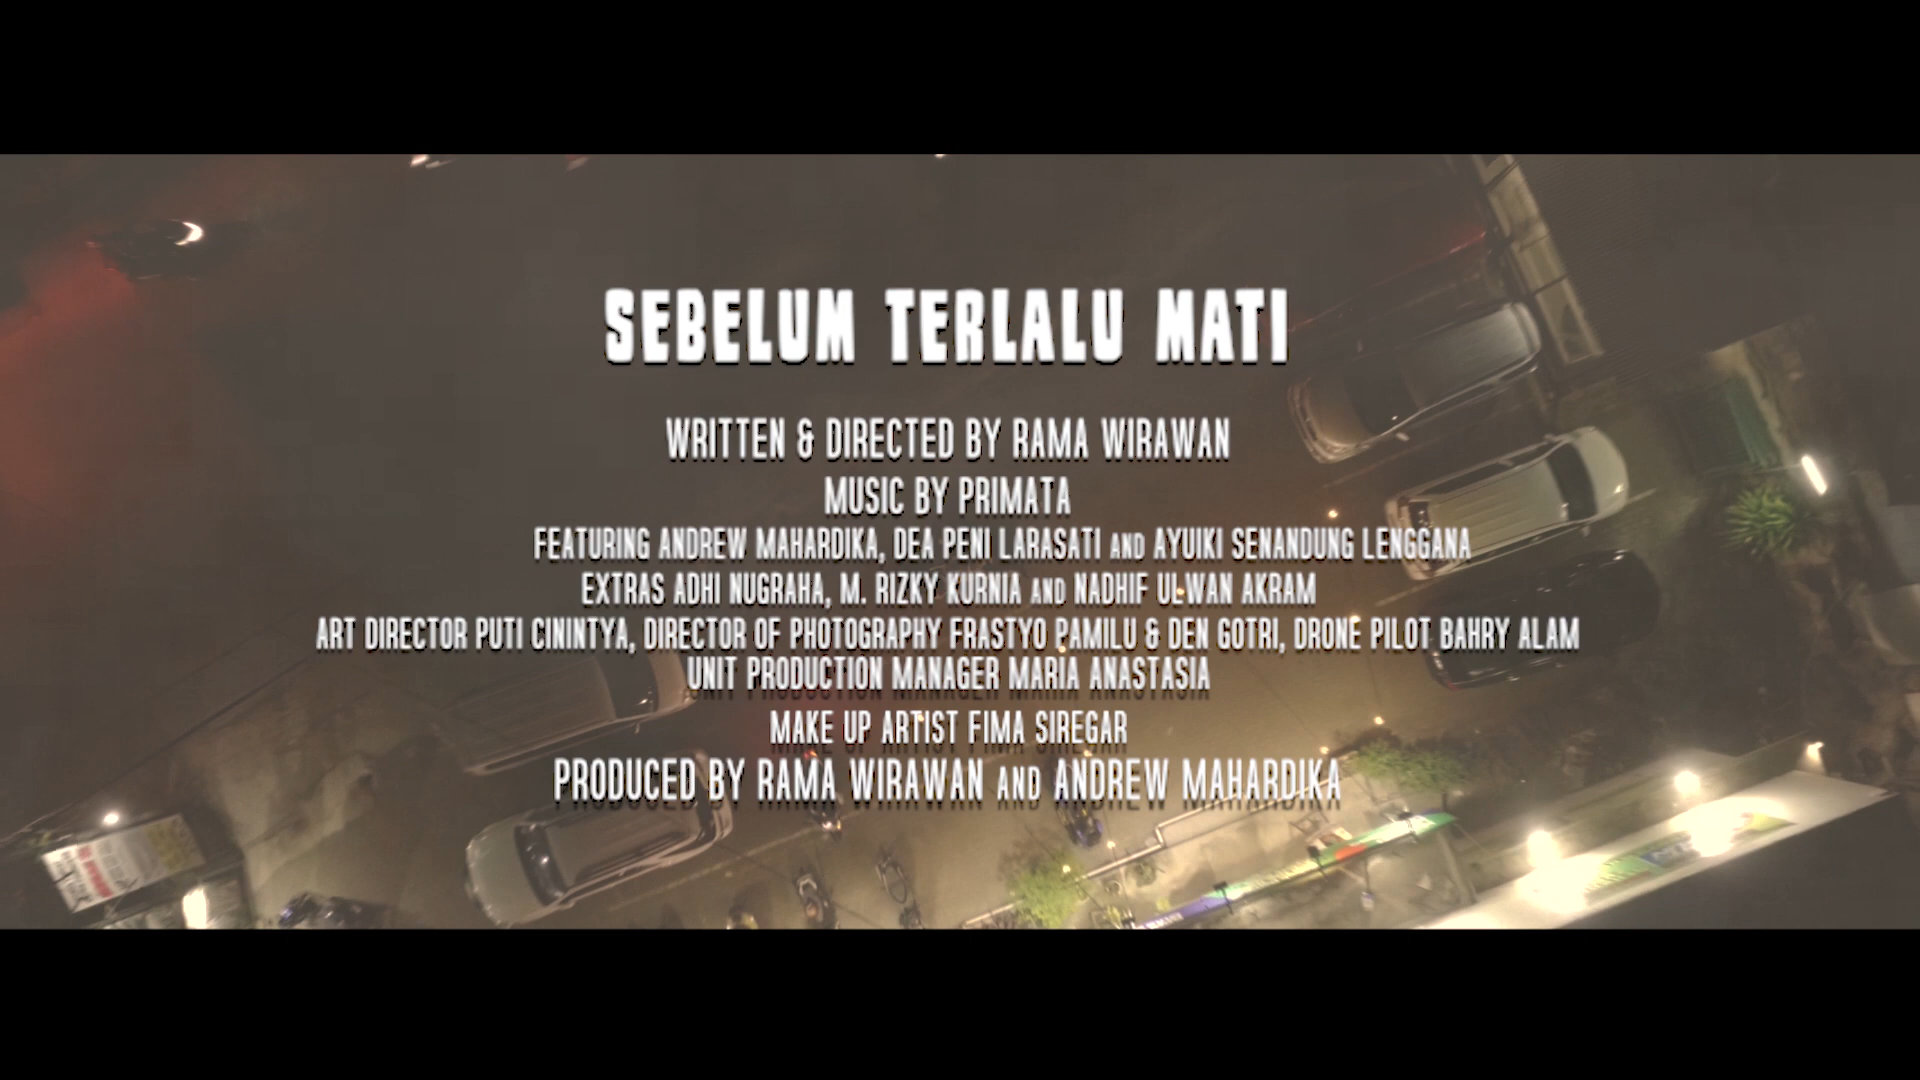 SEBELUM TERLALU MATI
WRITTEN & DIRECTED BY RAMA WIRAWAN
MUSIC BY PRIMATA
FEATURING ANDREW MAHARDIKA, DEA PENI LARASATI AND AYUIKI SENANDUNG LENGGANA
EXTRAS ADHI NUGRAHA, M. RIZKY KURNIA AND NADHIF ULWAN AKRAM
ART DIRECTOR PUTI CININTYA, DIRECTOR OF PHOTOGRAPHY FRASTYO PAMILU & DEN GOTRI, DRONE PILOT BAHRY ALAM
UNIT PRODUCTION MANAGER MARIA ANASTASIA
MAKE UP ARTIST FIMA SIREGAR
PRODUCED BY RAMA WIRAWAN AND ANDREW MAHARDIKA